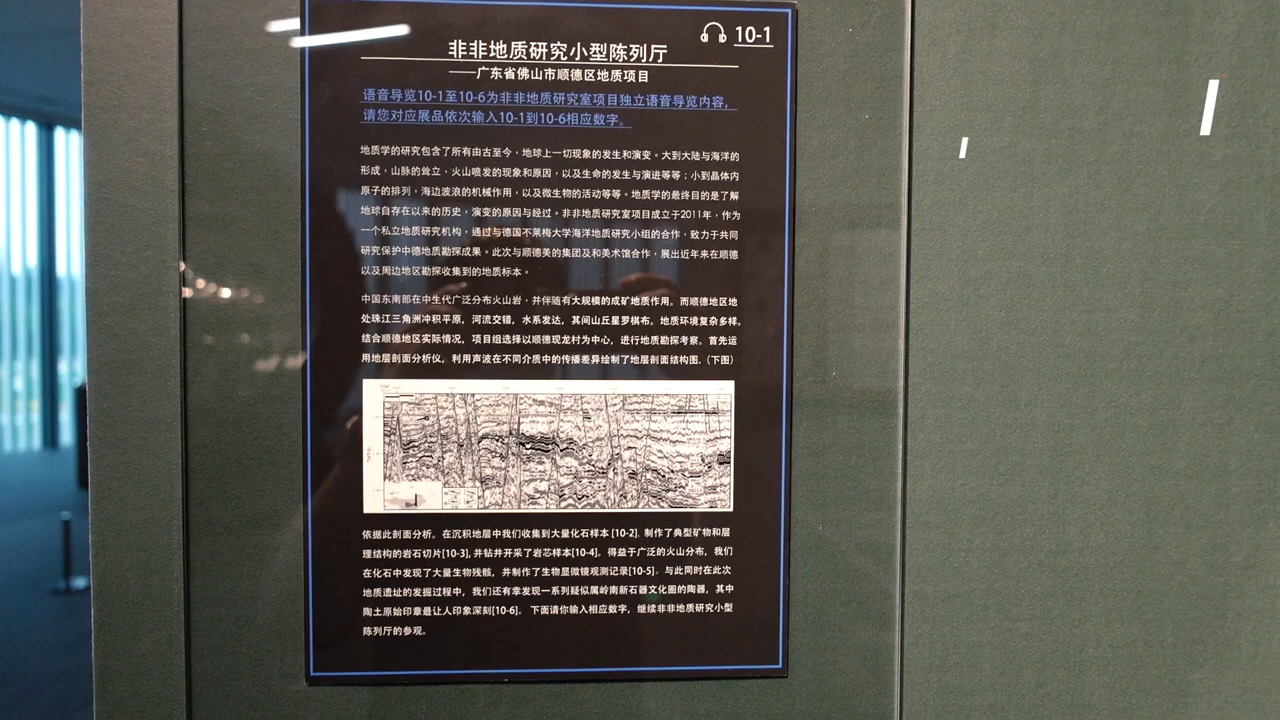 10-1
非非地质研究小型陈列厅
——广东省佛山市顺德区地质项目
语音导览10-1至10-6为非非地质研究室项目独立语音导览内容，
请您对应展品依次输入10-1到10-6相应数字。
地质学的研究包含了所有由古至今，地球上一切现象的发生和演变。大到大陆与海洋的
形成，山脉的耸立，火山喷发的现象和原因，以及生命的发生与演进等等；小到晶体内
原子的排列，海边波浪的机械作用，以及微生物的活动等等。地质学的最终目的是了解
地球自存在以来的历史，演变的原因与经过。非非地质研究室项目成立于2011年，作为
一个私立地质研究机构，通过与德国不莱梅大学海洋地质研究小组的合作，致力于共同
研究保护中德地质勘探成果。此次与顺德美的集团及和美术馆合作，展出近年来在顺德
以及周边地区勘探收集到的地质标本。
中国东南部在中生代广泛分布火山岩，并伴随有大规模的成矿地质作用。而顺德地区地
处珠江三角洲冲积平原，河流交错，水系发达，其间山丘星罗棋布。地质环境复杂多样。
结合顺德地区实际情况，项目组选择以顺德现龙村为中心，进行地质勘探考察。首先运
用地层剖面分析仪，利用声波在不同介质中的传播差异绘制了地层剖面结构图.（下图）
依据此剖面分析。在沉积地层中我们收集到大量化石样本 [10-2]. 制作了典型矿物和层
理结构的岩石切片[10-3], 并钻井开采了岩芯样本[10-4]。得益于广泛的火山分布，我们
在化石中发现了大量生物残骸，并制作了生物显微镜观测记录[10-5]。与此同时在此次
地质遗址的发掘过程中，我们还有幸发现一系列疑似属岭南新石器文化圈的陶器，其中
陶土原始印章最让人印象深刻[10-6]。 下面请你输入相应数字，继续非非地质研究小型
陈列厅的参观。